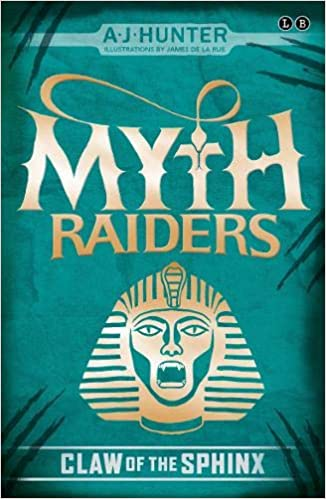 L B
A·J·HUNTER
ILLUSTRATIONS BY JAMES DE LA RUE
MYTH
RAIDERS
CLAW OF THE SPHINX